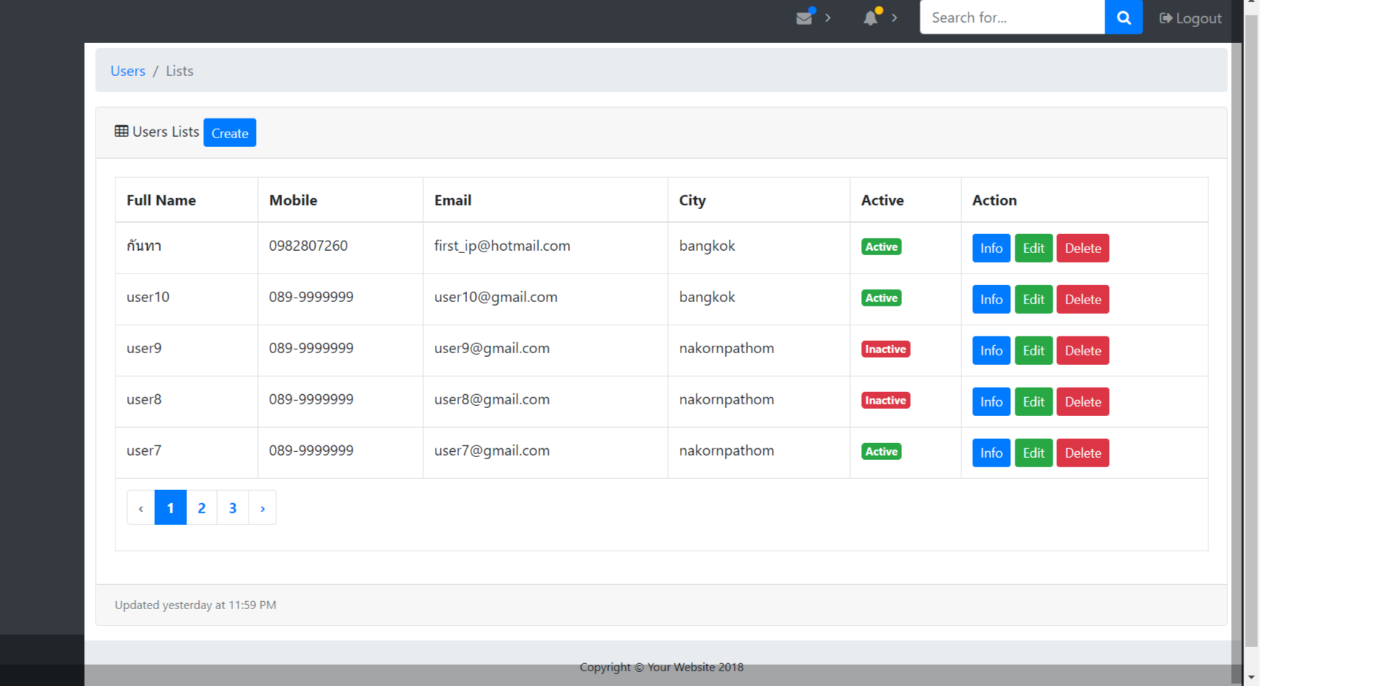 Search for...
Logout
Users / Lists
Users Lists Create
Full Name Mobile Email City Active Action
กันทา 0982807260 first_ip@hotmail.com bangkok Active Info Edit Delete
user10 089-9999999 user10@gmail.com bangkok Active Info Edit Delete
user9 089-9999999 user9@gmail.com nakornpathom Inactive Info Edit Delete
user8 089-9999999 user8@gmail.com nakornpathom Inactive Info Edit Delete
user7 089-9999999 user7@gmail.com nakornpathom Active Info Edit Delete
‹ 1 2 3 ›
Updated yesterday at 11:59 PM
Copyright © Your Website 2018